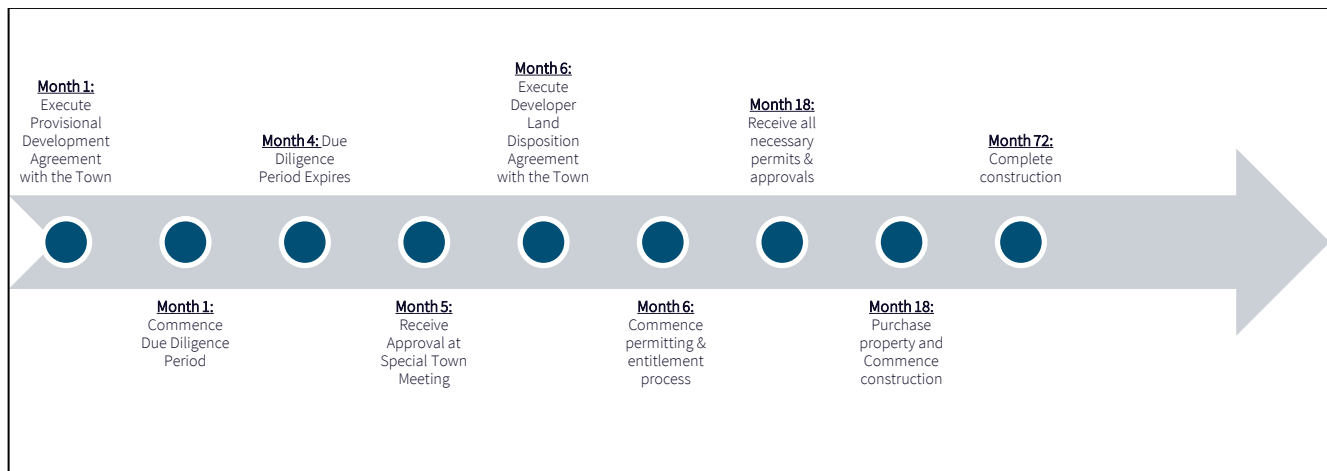 Month 1:
Execute
Provisional
Development
Agreement
with the Town
Month 1:
Commence
Due Diligence
Period
Month 4: Due
Diligence
Period Expires
Month 5:
Receive
Approval at
Special Town
Meeting
Month 6:
Execute
Developer
Land
Disposition
Agreement
with the Town
Month 6:
Commence
permitting &
entitlement
process
Month 18:
Receive all
necessary
permits &
approvals
Month 18:
Purchase
property and
Commence
construction
Month 72:
Complete
construction